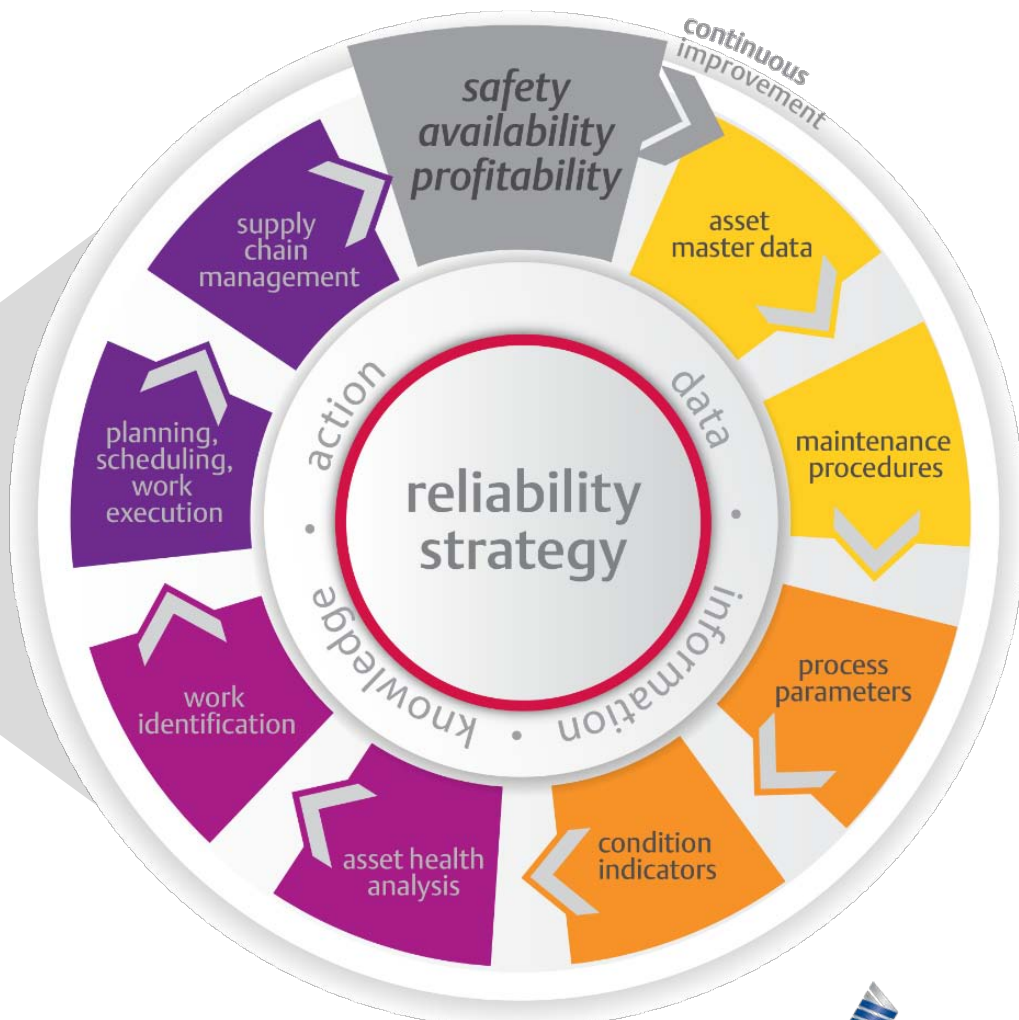 continuous
improvement
safety
availability
profitability
asset
master data
maintenance
procedures
process
parameters
condition
indicators
asset health
analysis
work
identification
planning,
scheduling,
work
execution
supply
chain
management
data • information • knowledge • action
reliability
strategy